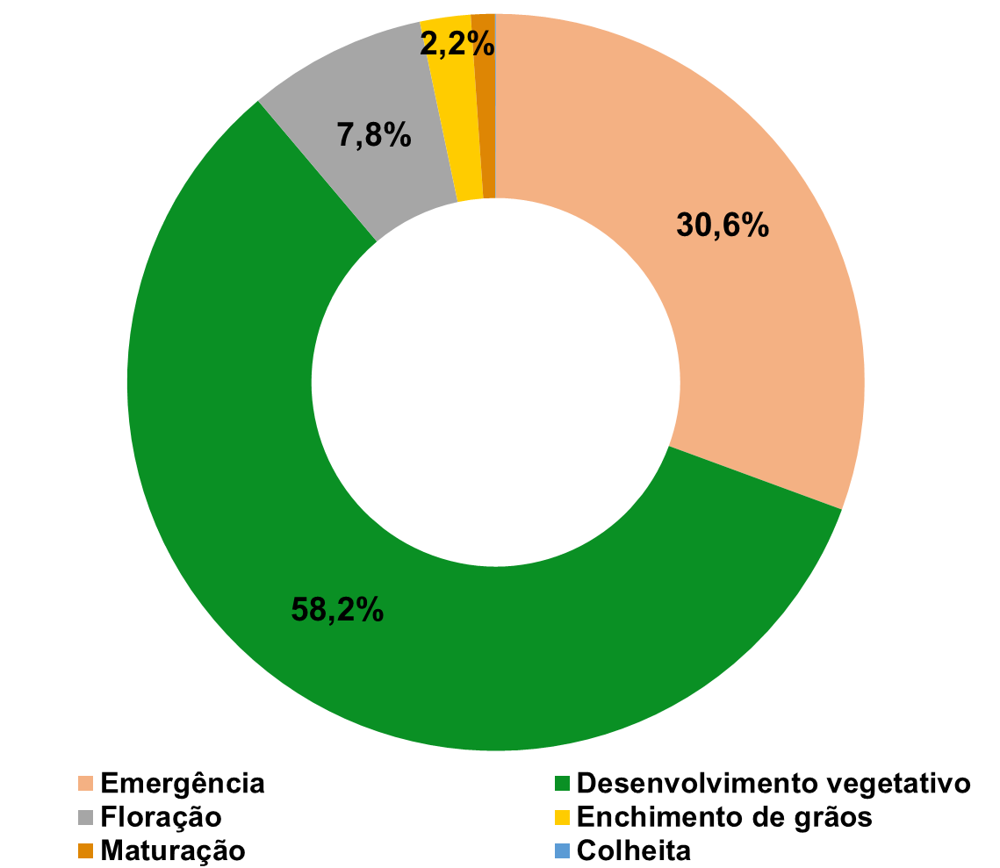 2,2%
7,8%
30,6%
58,2%
Emergência
Desenvolvimento vegetativo
Floração
Enchimento de grãos
Maturação
Colheita